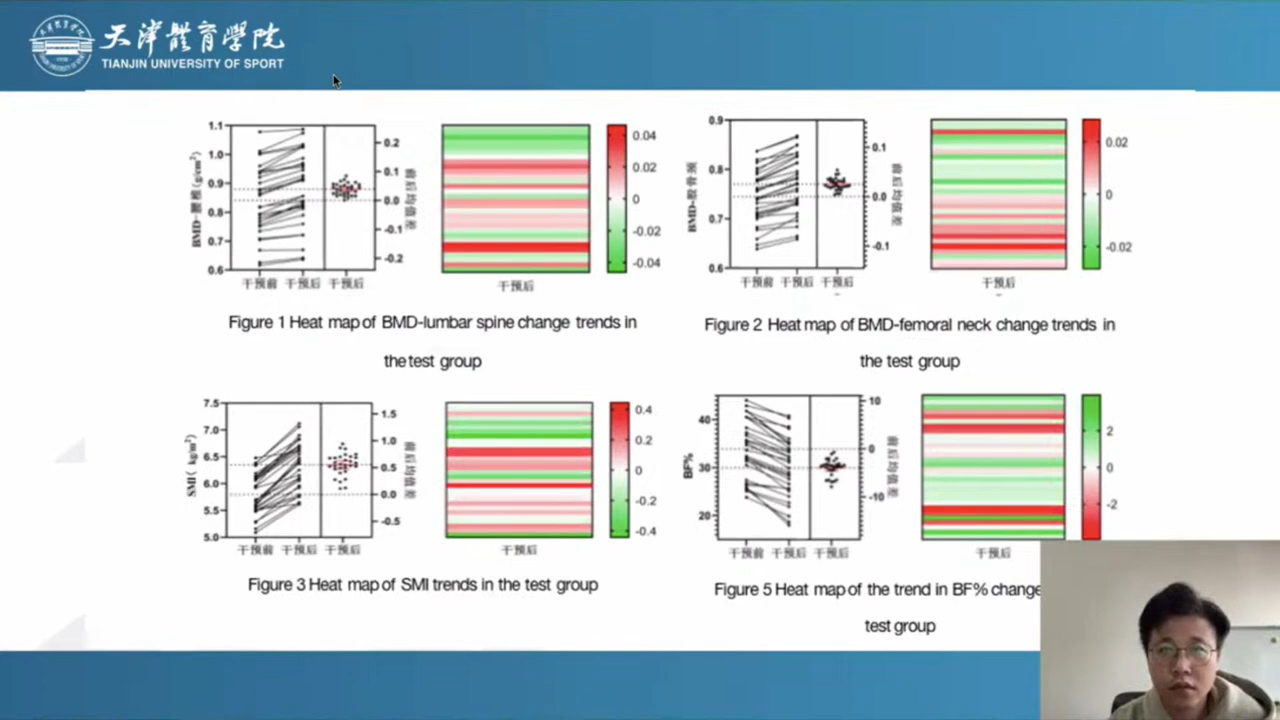 天津體育學院
TIANJIN UNIVERSITY OF SPORT
1.1
1.0
0.9
0.8
0.7
0.6
BMD-腰椎(g/cm²)
干预前 干预后 干预后
0.2
0.1
0.0
-0.1
-0.2
前后均值差
干预后
0.04
0.02
0
-0.02
-0.04
Figure 1 Heat map of BMD-lumbar spine change trends in
the test group
0.9
0.8
0.7
0.6
BMD-股骨颈
干预前 干预后 干预后
0.1
0.0
-0.1
前后均值差
干预后
0.02
0
-0.02
Figure 2 Heat map of BMD-femoral neck change trends in
the test group
7.5
7.0
6.5
6.0
5.5
5.0
SMI( kg/m²)
干预前 干预后 干预后
1.5
1.0
0.5
0.0
-0.5
前后均值差
干预后
0.4
0.2
0
-0.2
-0.4
Figure 3 Heat map of SMI trends in the test group
40
30
20
BF%
干预前 干预后 干预后
10
0
-10
前后均值差
干预后
2
0
-2
Figure 5 Heat map of the trend in BF% change
test group